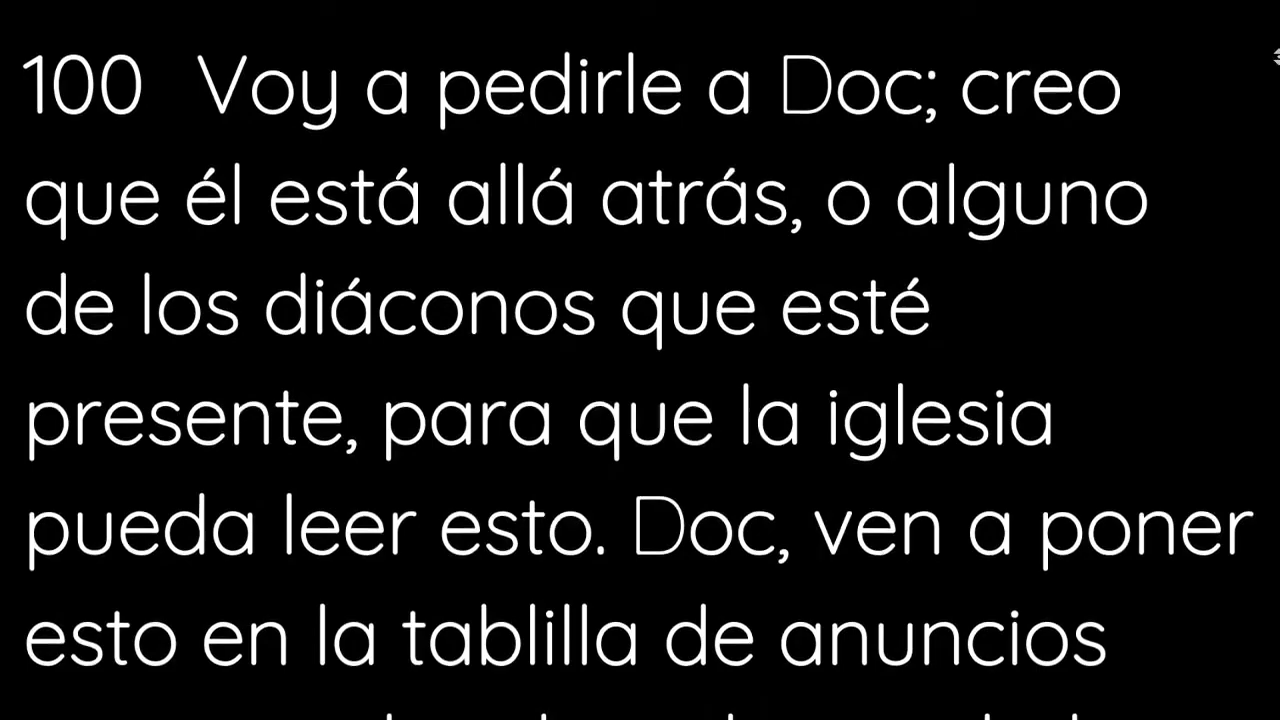 100 Voy a pedirle a Doc; creo
que él está allá atrás, o alguno
de los diáconos que esté
presente, para que la iglesia
pueda leer esto. Doc, ven a poner
esto en la tablilla de anuncios